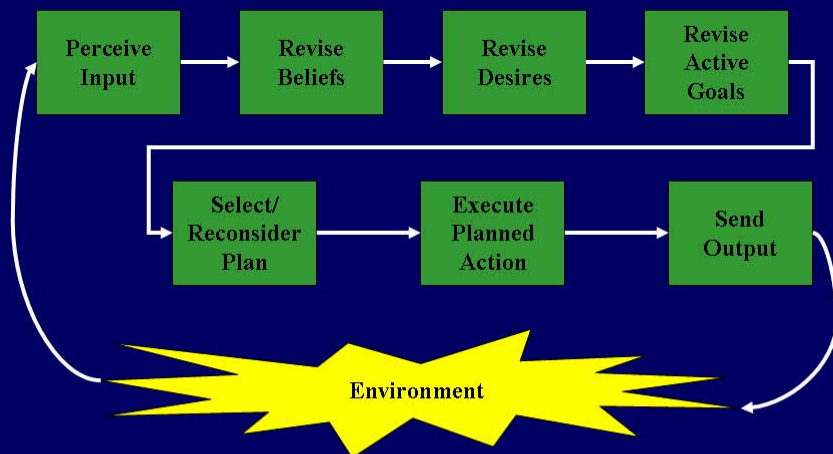 Perceive
Input
Revise
Beliefs
Revise
Desires
Revise
Active
Goals
Select/
Reconsider
Plan
Execute
Planned
Action
Send
Output
Environment